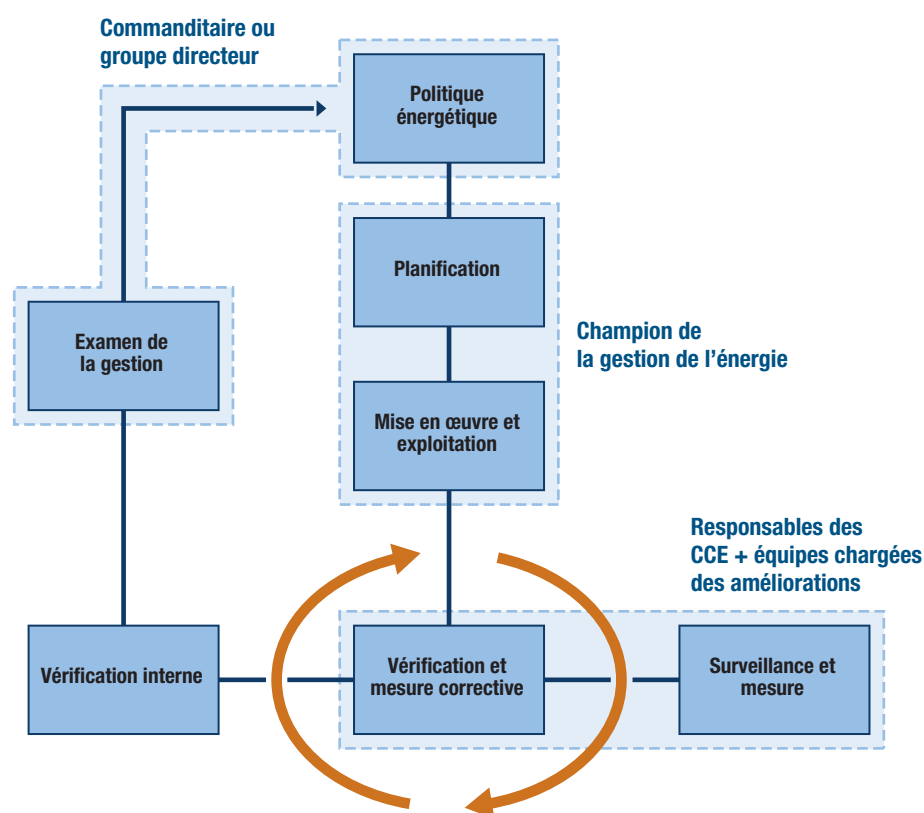 Commanditaire ou
groupe directeur
Politique
énergétique
Planification
Champion de
la gestion de l’énergie
Examen de
la gestion
Mise en œuvre et
exploitation
Responsables des
CCE + équipes chargées
des améliorations
Vérification interne
Vérification et
mesure corrective
Surveillance et
mesure